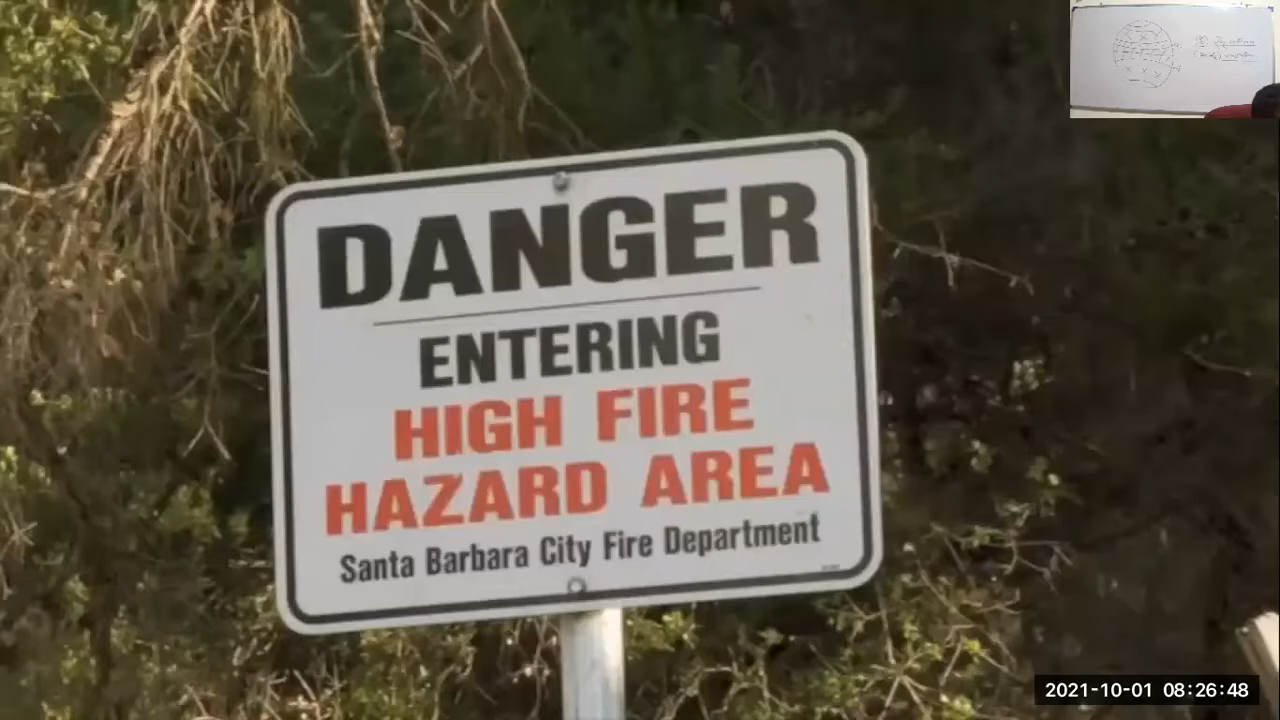 DANGER
ENTERING
HIGH FIRE
HAZARD AREA
Santa Barbara City Fire Department
2021-10-01 08:26:48